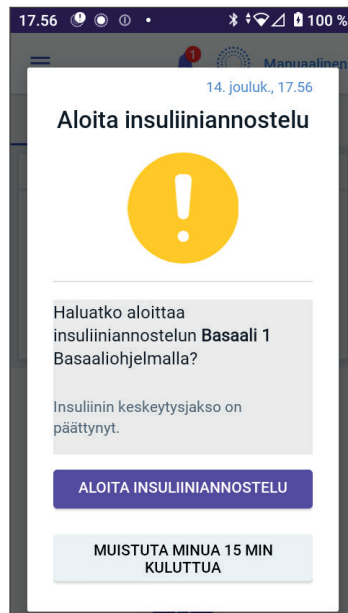 17.56 100 %
1
Manuaalinen
14. jouluk., 17.56
Aloita insuliiniannostelu
Haluatko aloittaa
insuliiniannostelun Basaali 1
Basaaliohjelmalla?
Insuliinin keskeytysjakso on
päättynyt.
ALOITA INSULIINIANNOSTELU
MUISTUTA MINUA 15 MIN
KULUTTUA